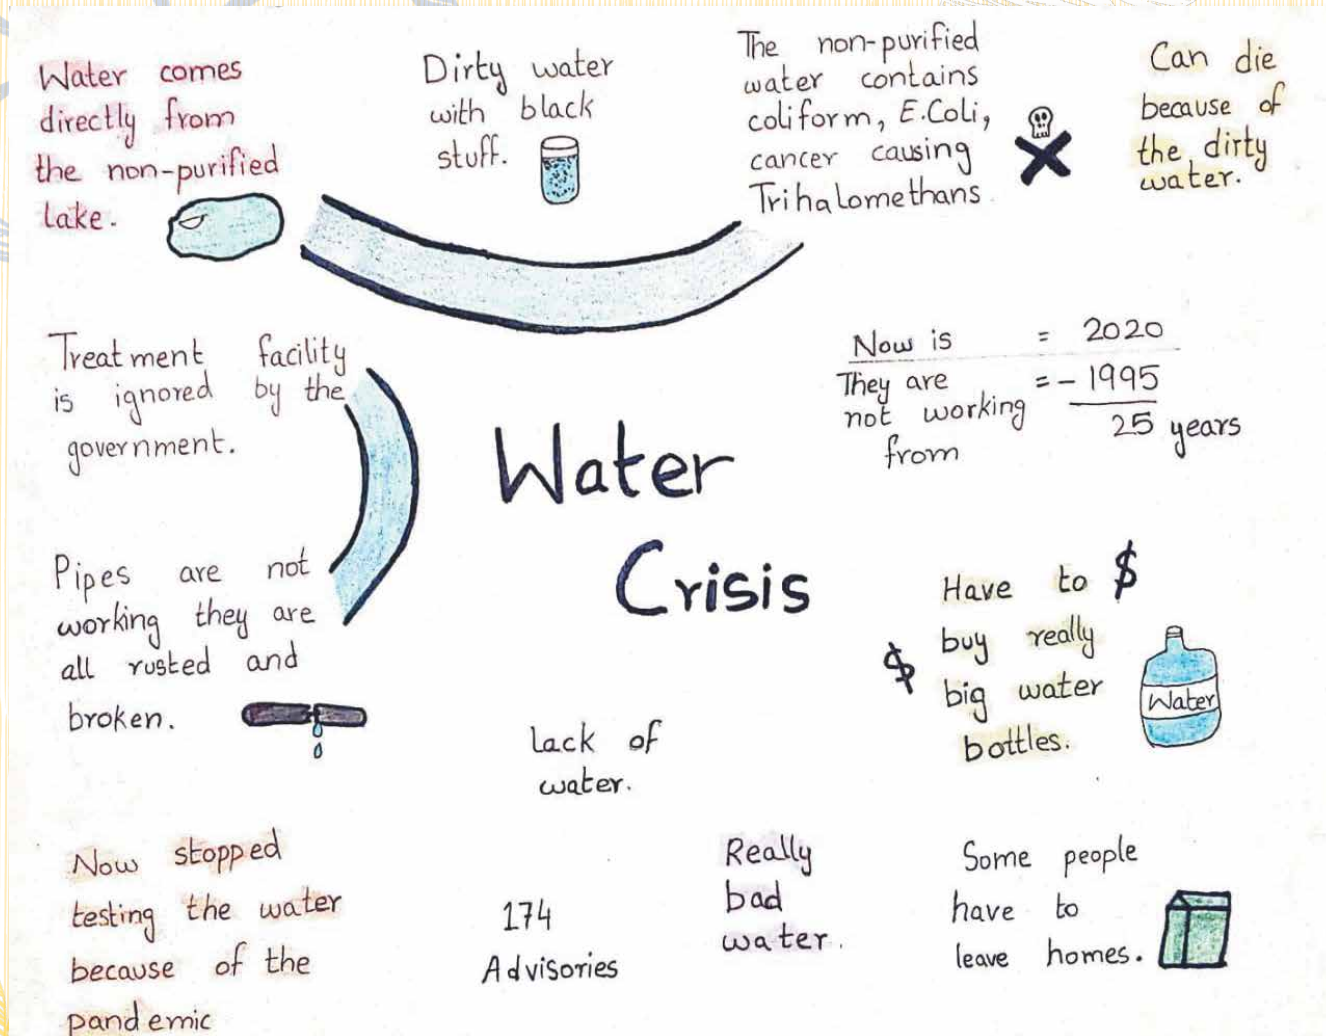 Water comes
directly from
the non-purified
lake.
Dirty water
with black
stuff.
The non-purified
water contains
coliform, E.Coli,
cancer causing
Trihalomethans.
Can die
because of
the dirty
water.
Treatment facility
is ignored by the
government.
Now is = 2020
They are = - 1995
not working 25 years
from
Water
Crisis
Pipes are not
working they are
all rusted and
broken.
Have to $
$ buy really
big water
bottles.
Water
lack of
water.
Now stopped
testing the water
because of the
pandemic
174
Advisories
Really
bad
water.
Some people
have to
leave homes.